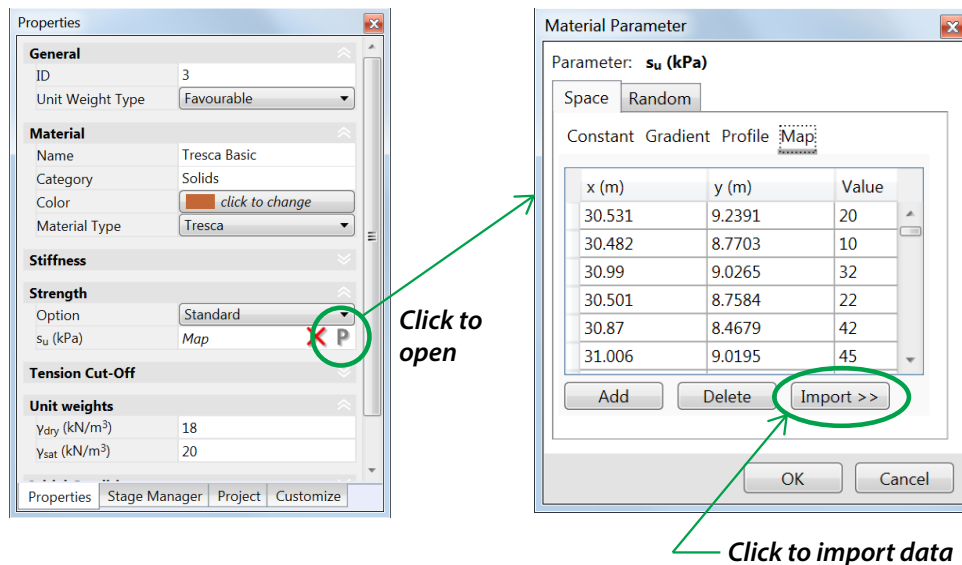 Properties
General
ID 3
Unit Weight Type Favourable
Material
Name Tresca Basic
Category Solids
Color click to change
Material Type Tresca
Stiffness
Strength
Option Standard
su (kPa) Map P
Tension Cut-Off
Unit weights
γdry (kN/m³) 18
γsat (kN/m³) 20
Properties Stage Manager Project Customize
Click to
open
Material Parameter
Parameter: su (kPa)
Space Random
Constant Gradient Profile Map
x (m) y (m) Value
30.531 9.2391 20
30.482 8.7703 10
30.99 9.0265 32
30.501 8.7584 22
30.87 8.4679 42
31.006 9.0195 45
Add Delete Import >>
OK Cancel
Click to import data